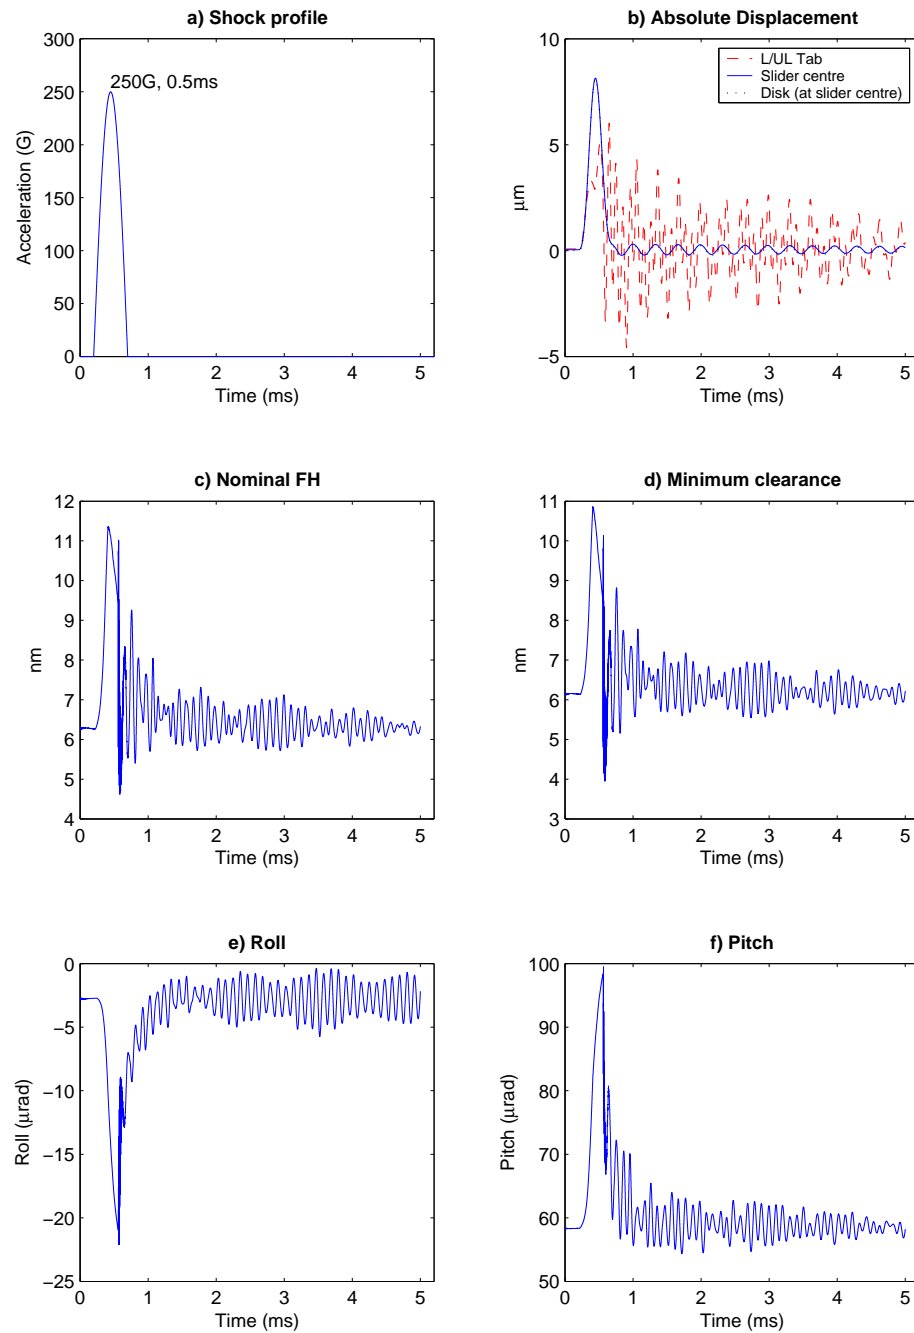 a) Shock profile
300
250
200
150
100
50
0
Acceleration (G)
250G, 0.5ms
0 1 2 3 4 5
Time (ms)
b) Absolute Displacement
10
5
0
−5
μm
L/UL Tab
Slider centre
Disk (at slider centre)
0 1 2 3 4 5
Time (ms)
c) Nominal FH
12
11
10
9
8
7
6
5
4
nm
0 1 2 3 4 5
Time (ms)
d) Minimum clearance
11
10
9
8
7
6
5
4
3
nm
0 1 2 3 4 5
Time (ms)
e) Roll
0
−5
−10
−15
−20
−25
Roll (μrad)
0 1 2 3 4 5
Time (ms)
f) Pitch
100
90
80
70
60
50
Pitch (μrad)
0 1 2 3 4 5
Time (ms)